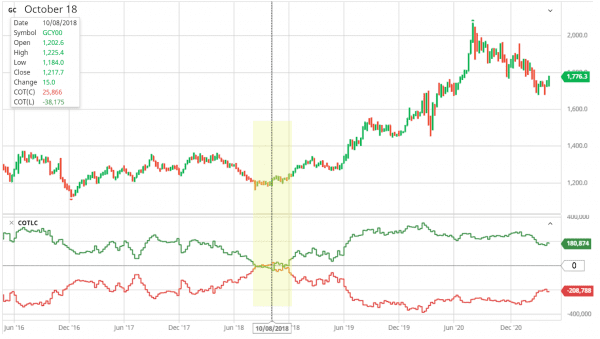 GC October 18
Date 10/08/2018
Symbol GCY00
Open 1,202.6
High 1,225.4
Low 1,184.0
Close 1,217.7
Change 15.0
COT(C) 25,866
COT(L) -38,175
2,000.0
1,776.3
1,600.0
1,400.0
1,200.0
COTLC
400,000
180,874
0
-208,788
-400,000
Jun '16 Dec '16 Jun '17 Dec '17 Jun '18 10/08/2018 '18 Jun '19 Dec '19 Jun '20 Dec '20